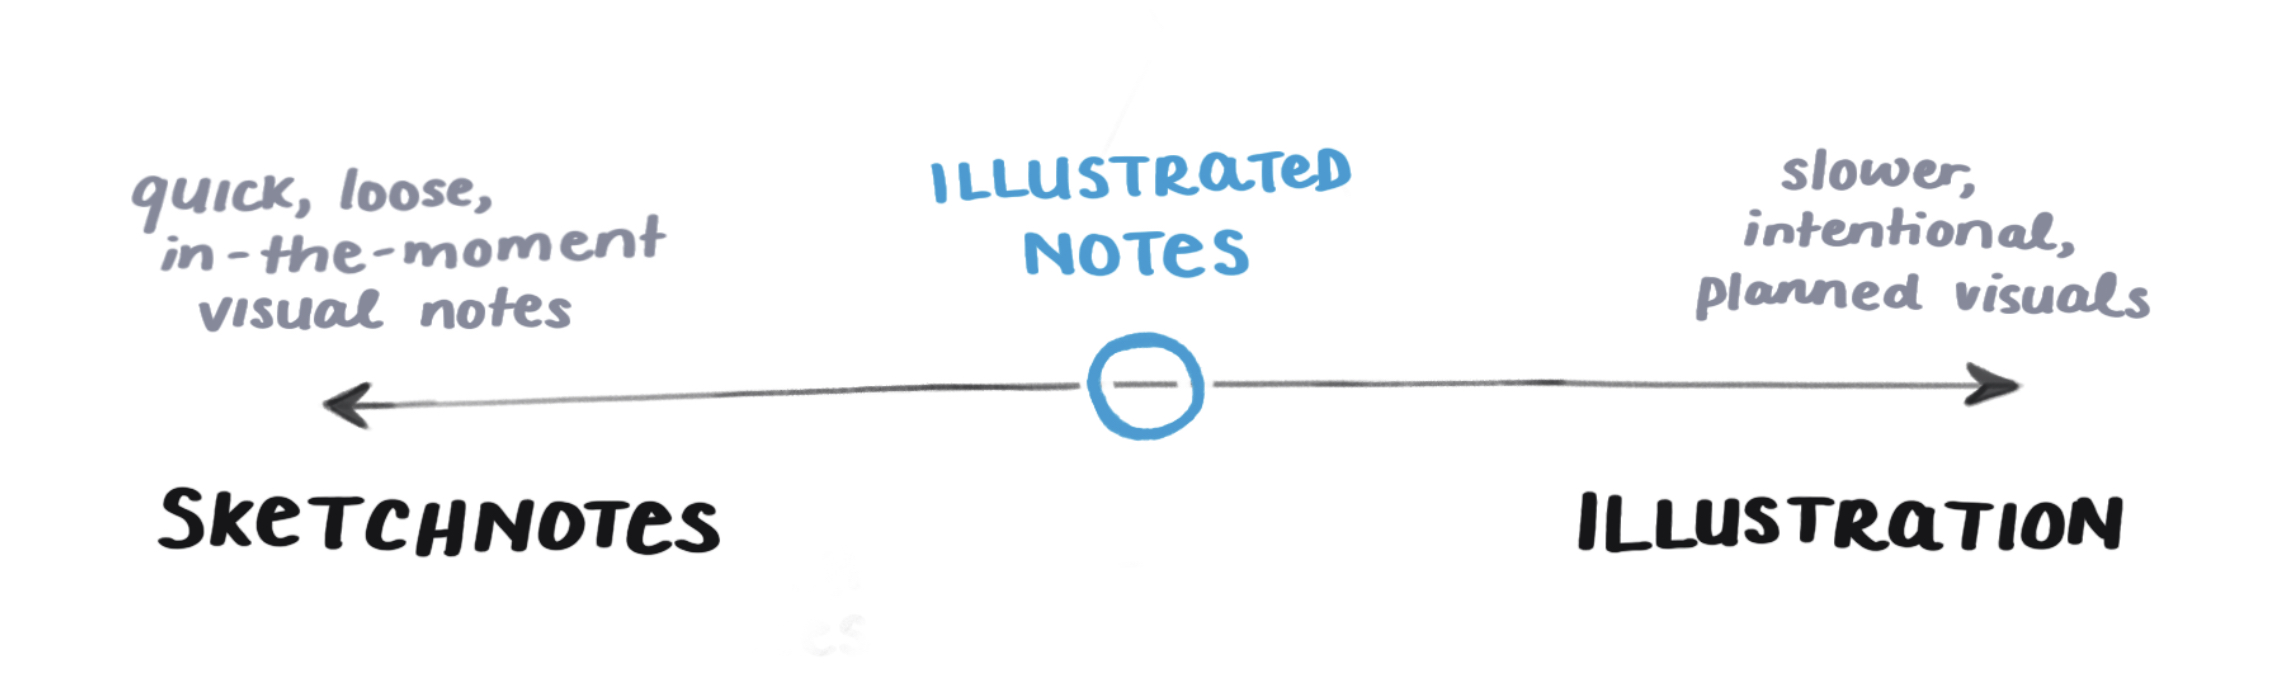 quick, loose,
in-the-moment
visual notes
ILLUSTRATED
NOTES
slower,
intentional,
planned visuals
SKETCHNOTES
ILLUSTRATION